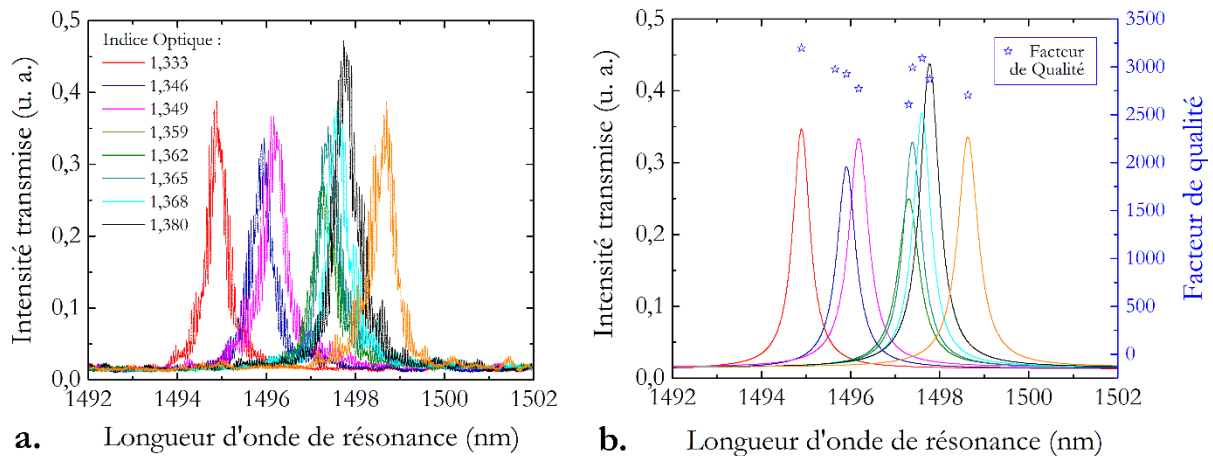 0,5
0,4
0,3
0,2
0,1
0,0
Intensité transmise (u. a.)
Indice Optique :
1,333
1,346
1,349
1,359
1,362
1,365
1,368
1,380
1492 1494 1496 1498 1500 1502
a. Longueur d'onde de résonance (nm)
0,5
0,4
0,3
0,2
0,1
0,0
Intensité transmise (u. a.)
Facteur
de Qualité
3500
3000
2500
2000
1500
1000
500
0
Facteur de qualité
1492 1494 1496 1498 1500 1502
b. Longueur d'onde de résonance (nm)